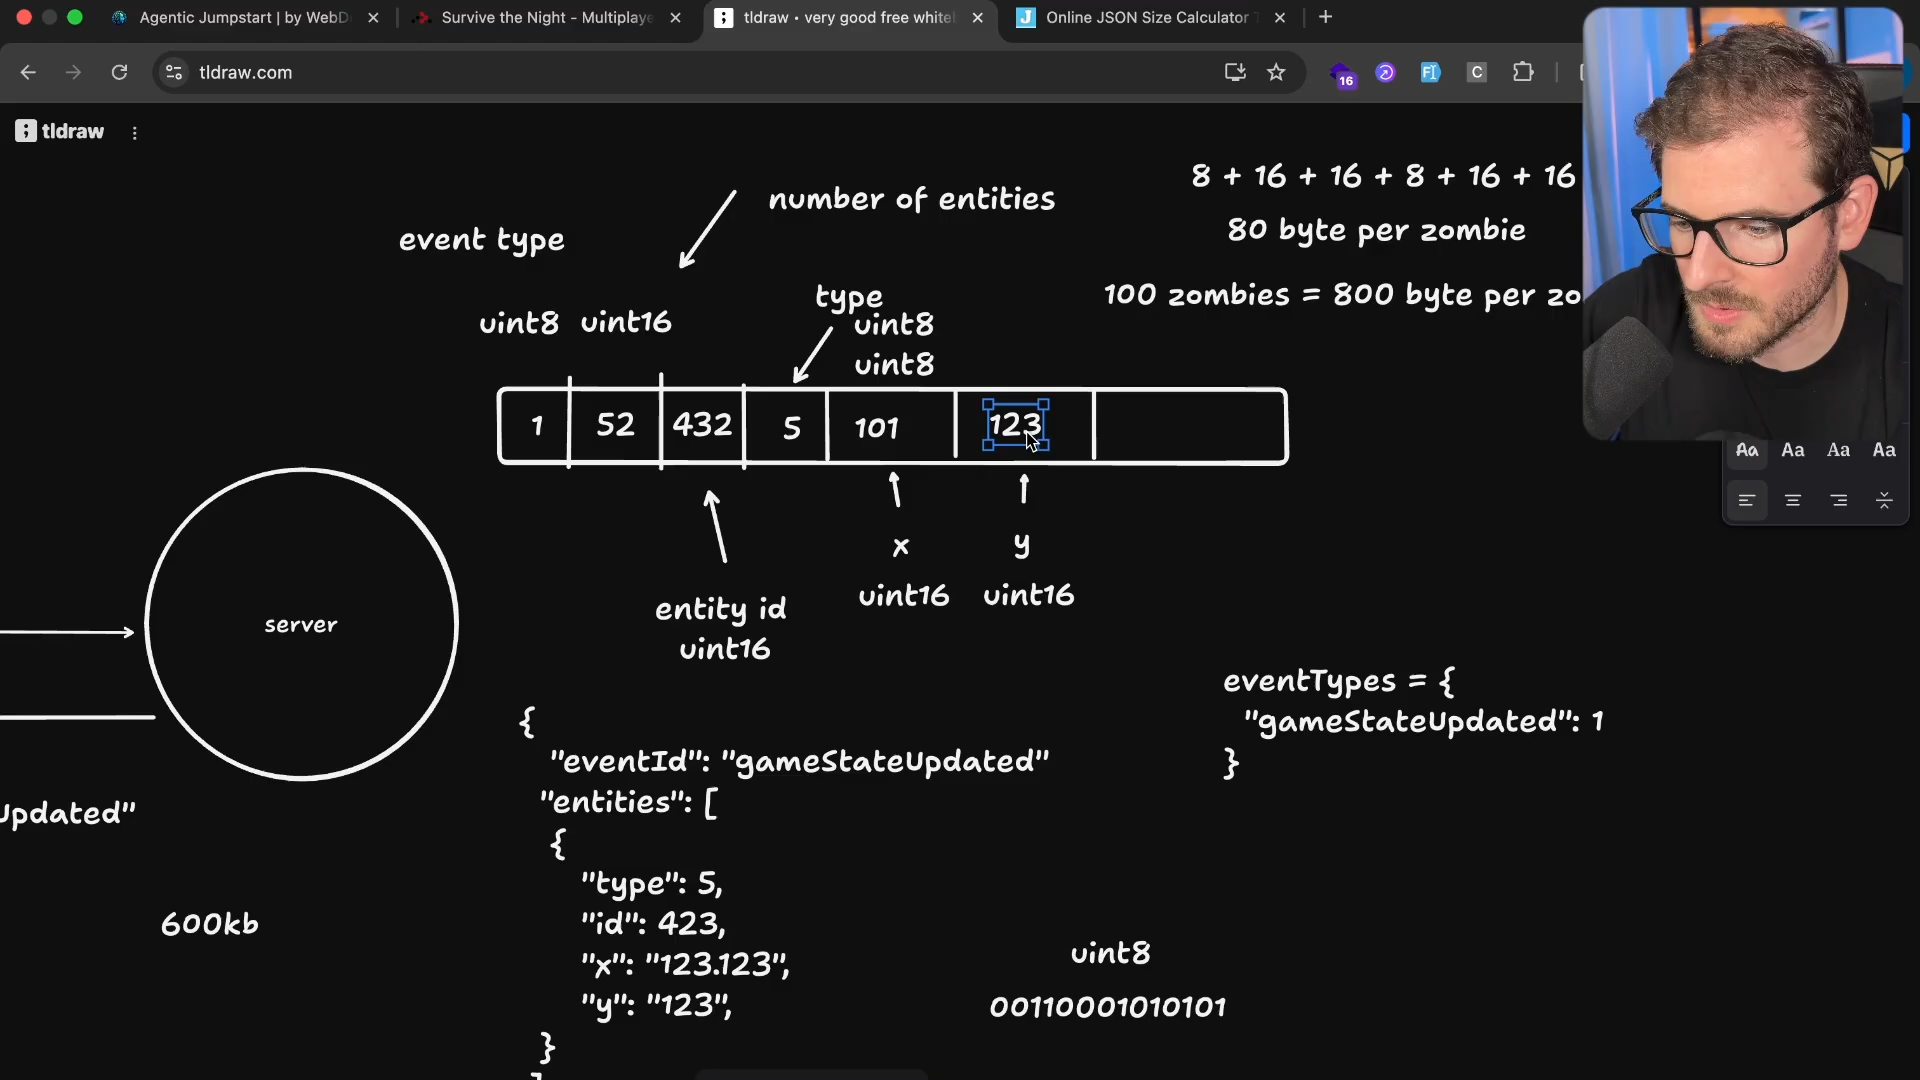 Agentic Jumpstart | by WebD
Survive the Night - Multiplaye
tldraw • very good free whitel
Online JSON Size Calculator
tldraw.com
16
C
tldraw
number of entities
event type
uint8 uint16
type
uint8
uint8
8 + 16 + 16 + 8 + 16 + 16
80 byte per zombie
100 zombies = 800 byte per zo
1 52 432 5 101 123
Aa Aa Aa Aa
x y
uint16 uint16
entity id
uint16
server
eventTypes = {
"gameStateUpdated": 1
}
{
"eventId": "gameStateUpdated"
"entities": [
{
"type": 5,
"id": 423,
"x": "123.123",
"y": "123",
}
Updated"
600kb
uint8
00110001010101